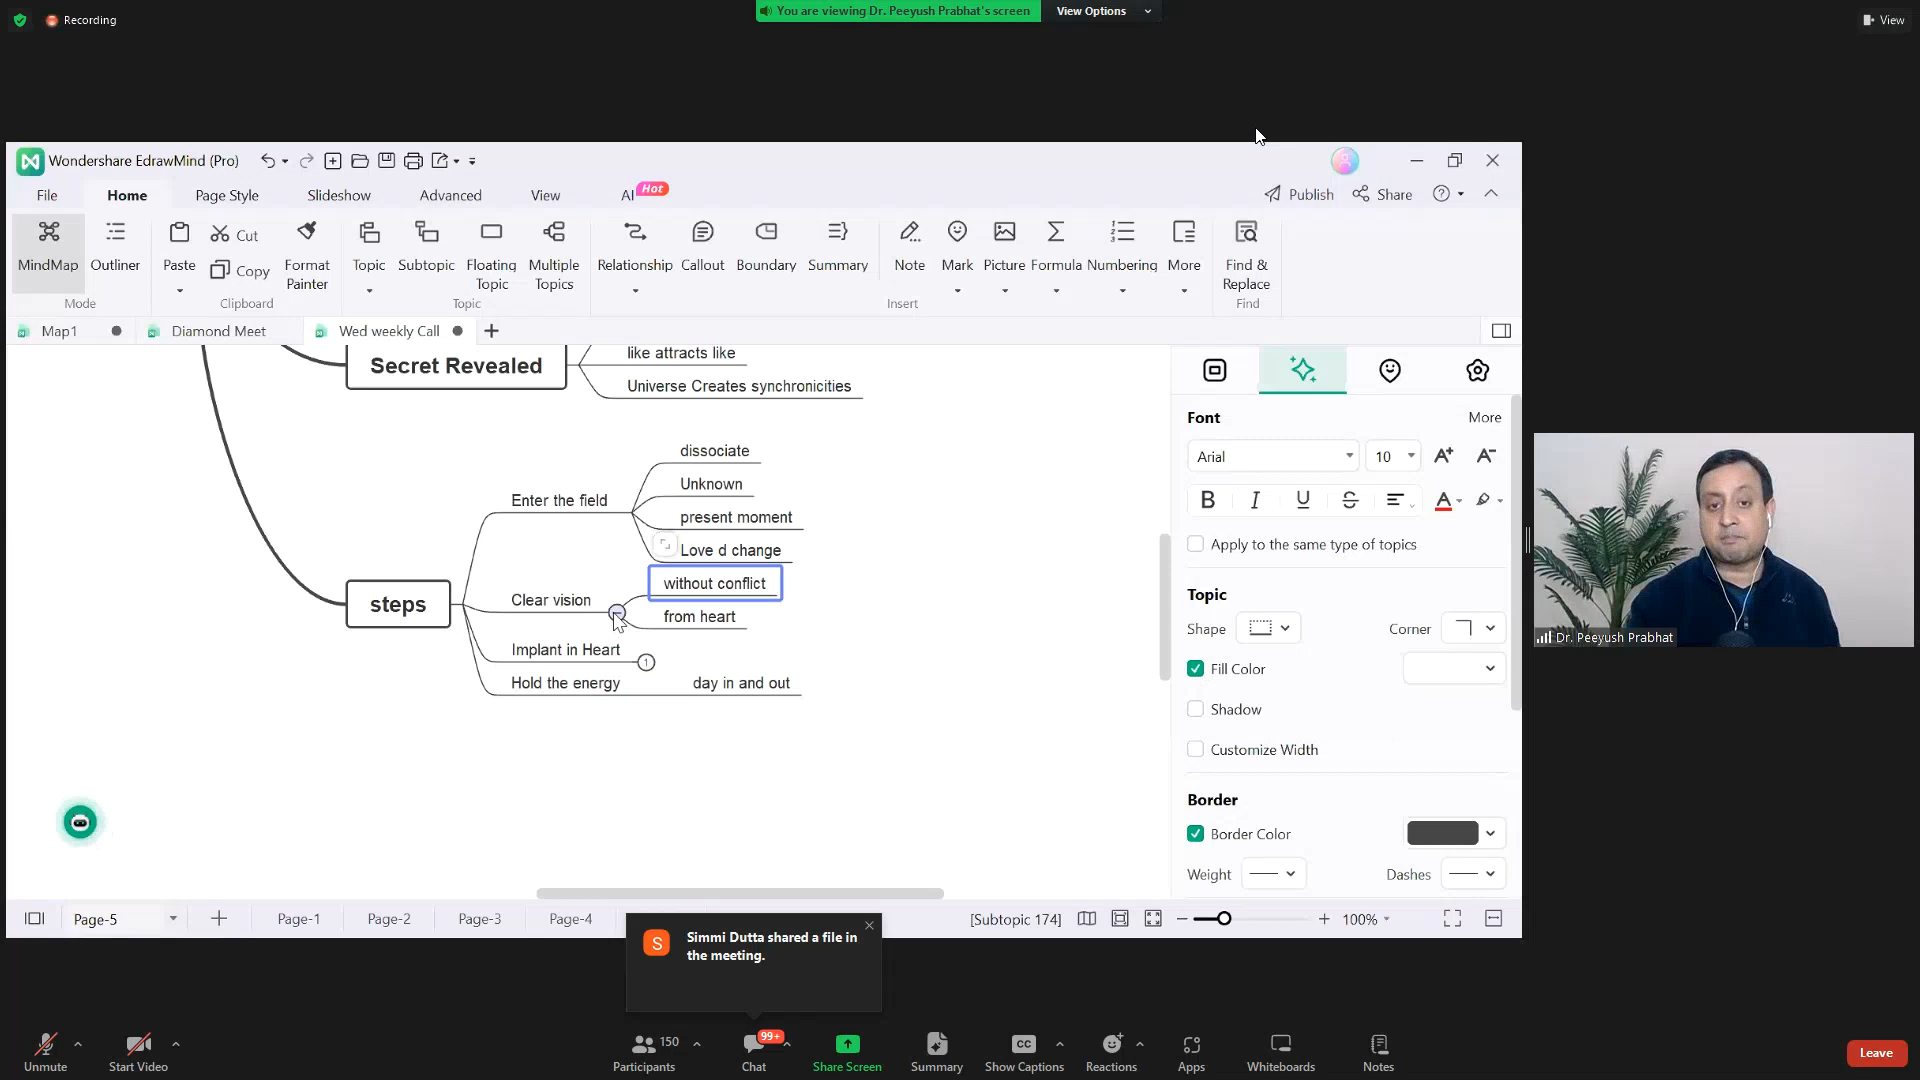 Recording
You are viewing Dr. Peeyush Prabhat's screen
View Options
View
Wondershare EdrawMind (Pro)
File
Home
Page Style
Slideshow
Advanced
View
AI
Hot
Publish
Share
MindMap
Outliner
Paste
Cut
Copy
Format Painter
Topic
Subtopic
Floating Topic
Multiple Topics
Relationship
Callout
Boundary
Summary
Note
Mark
Picture
Formula
Numbering
More
Find & Replace
Mode
Clipboard
Topic
Insert
Find
Map1
Diamond Meet
Wed weekly Call
Secret Revealed
like attracts like
Universe Creates synchronicities
steps
Enter the field
dissociate
Unknown
present moment
Love d change
Clear vision
without conflict
from heart
Implant in Heart
1
Hold the energy
day in and out
Font
More
Arial
10
A+
A-
B
I
U
S
A
Apply to the same type of topics
Topic
Shape
Corner
Fill Color
Shadow
Customize Width
Border
Border Color
Weight
Dashes
Dr. Peeyush Prabhat
Page-5
Page-1
Page-2
Page-3
Page-4
[Subtopic 174]
100%
S
Simmi Dutta shared a file in
the meeting.
Unmute
Start Video
150
Participants
99+
Chat
Share Screen
Summary
CC
Show Captions
Reactions
Apps
Whiteboards
Notes
Leave